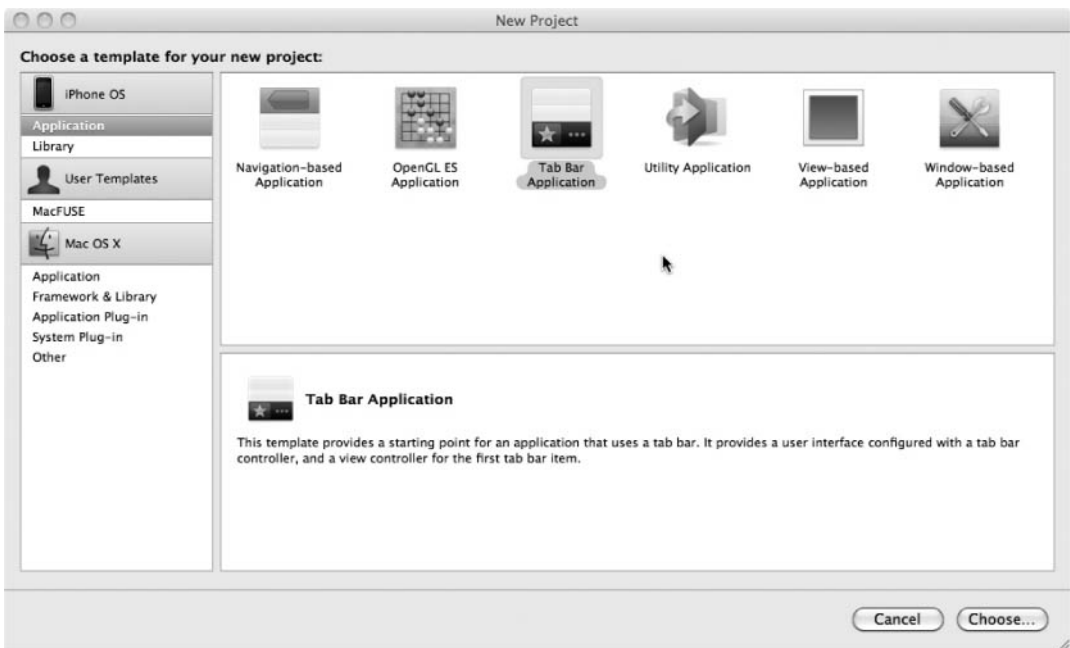 New Project
Choose a template for your new project:
iPhone OS
Application
Library
User Templates
MacFUSE
Mac OS X
Application
Framework & Library
Application Plug-in
System Plug-in
Other
Navigation-based
Application
OpenGL ES
Application
Tab Bar
Application
Utility Application
View-based
Application
Window-based
Application
Tab Bar Application
This template provides a starting point for an application that uses a tab bar. It provides a user interface configured with a tab bar
controller, and a view controller for the first tab bar item.
Cancel
Choose...